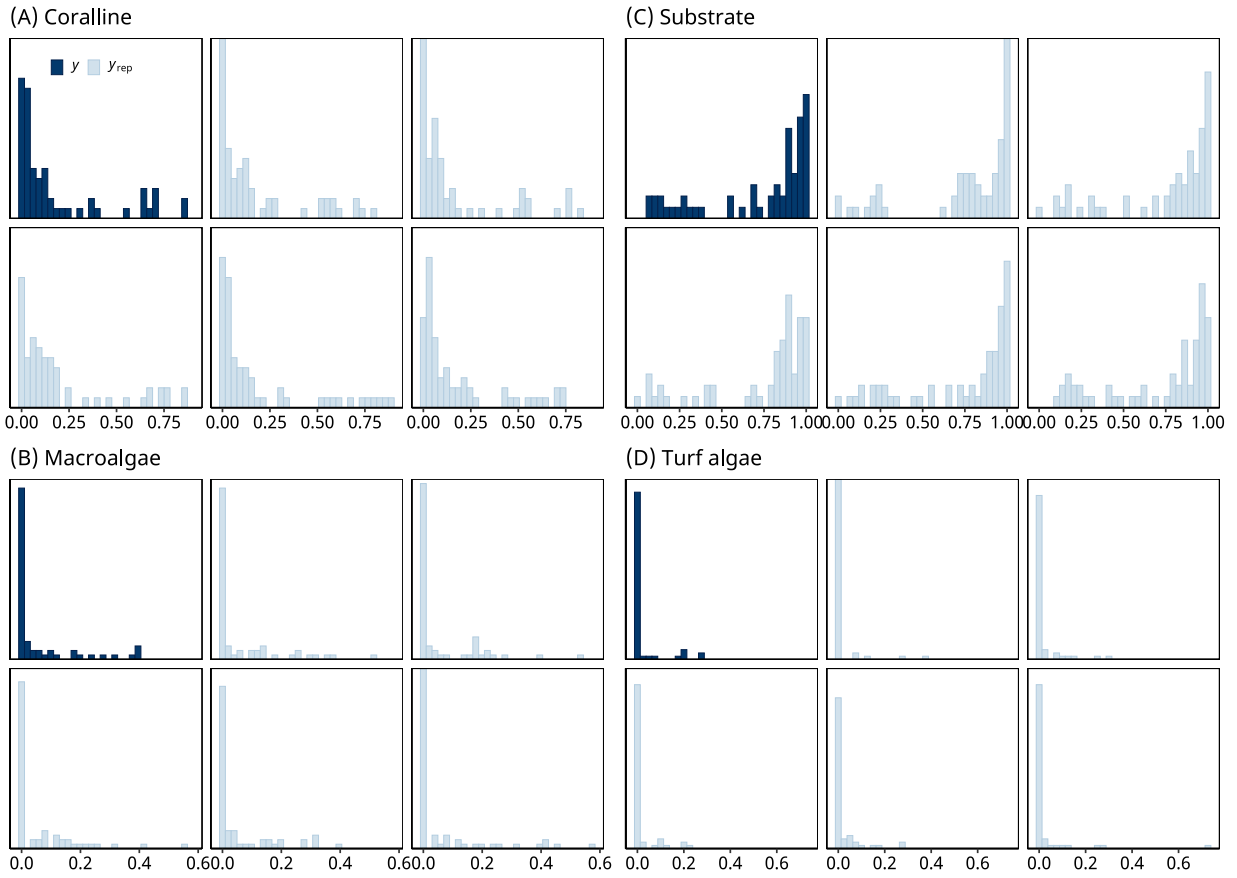 (A) Coralline
(C) Substrate
y yrep
0.00 0.25 0.50 0.75 0.00 0.25 0.50 0.75 0.00 0.25 0.50 0.75
0.00 0.25 0.50 0.75 1.00 0.00 0.25 0.50 0.75 1.00 0.00 0.25 0.50 0.75 1.00
(B) Macroalgae
(D) Turf algae
0.0 0.2 0.4 0.6 0.0 0.2 0.4 0.6 0.0 0.2 0.4 0.6
0.0 0.2 0.4 0.6 0.0 0.2 0.4 0.6 0.0 0.2 0.4 0.6